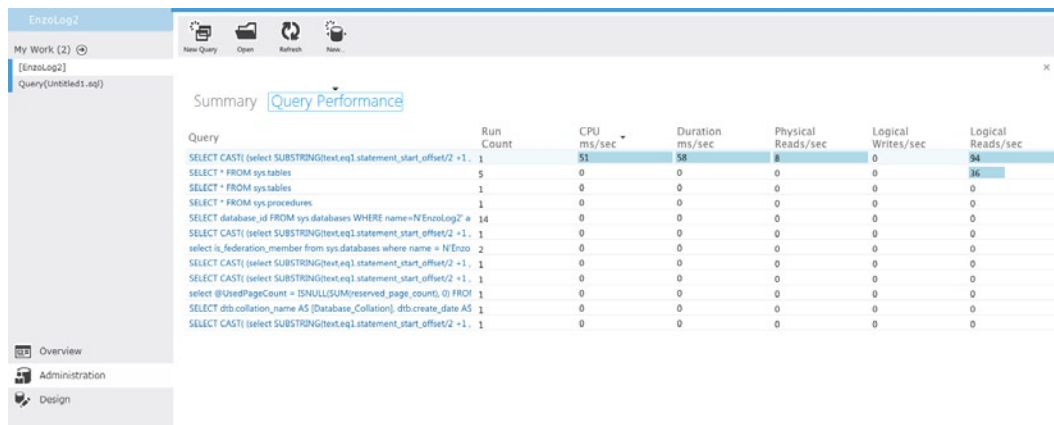 EnzoLog2
My Work (2)
[EnzoLog2]
Query(Untitled1.sql)
New Query Open Refresh New...
Summary Query Performance
Query Run Count CPU ms/sec Duration ms/sec Physical Reads/sec Logical Writes/sec Logical Reads/sec
SELECT CAST( (select SUBSTRING(text,eq1.statement_start_offset/2 +1 , 1 51 58 8 0 94
SELECT * FROM sys.tables 5 0 0 0 0 36
SELECT * FROM sys.tables 1 0 0 0 0 0
SELECT * FROM sys.procedures 1 0 0 0 0 0
SELECT database_id FROM sys.databases WHERE name=N'EnzoLog2' a 14 0 0 0 0 0
SELECT CAST( (select SUBSTRING(text,eq1.statement_start_offset/2 +1 , 1 0 0 0 0 0
select is_federation_member from sys.databases where name = N'Enzo 2 0 0 0 0 0
SELECT CAST( (select SUBSTRING(text,eq1.statement_start_offset/2 +1 , 1 0 0 0 0 0
SELECT CAST( (select SUBSTRING(text,eq1.statement_start_offset/2 +1 , 1 0 0 0 0 0
select @UsedPageCount = ISNULL(SUM(reserved_page_count), 0) FROM 1 0 0 0 0 0
SELECT dtb.collation_name AS [Database_Collation], dtb.create_date AS 1 0 0 0 0 0
SELECT CAST( (select SUBSTRING(text,eq1.statement_start_offset/2 +1 , 1 0 0 0 0 0
Overview
Administration
Design